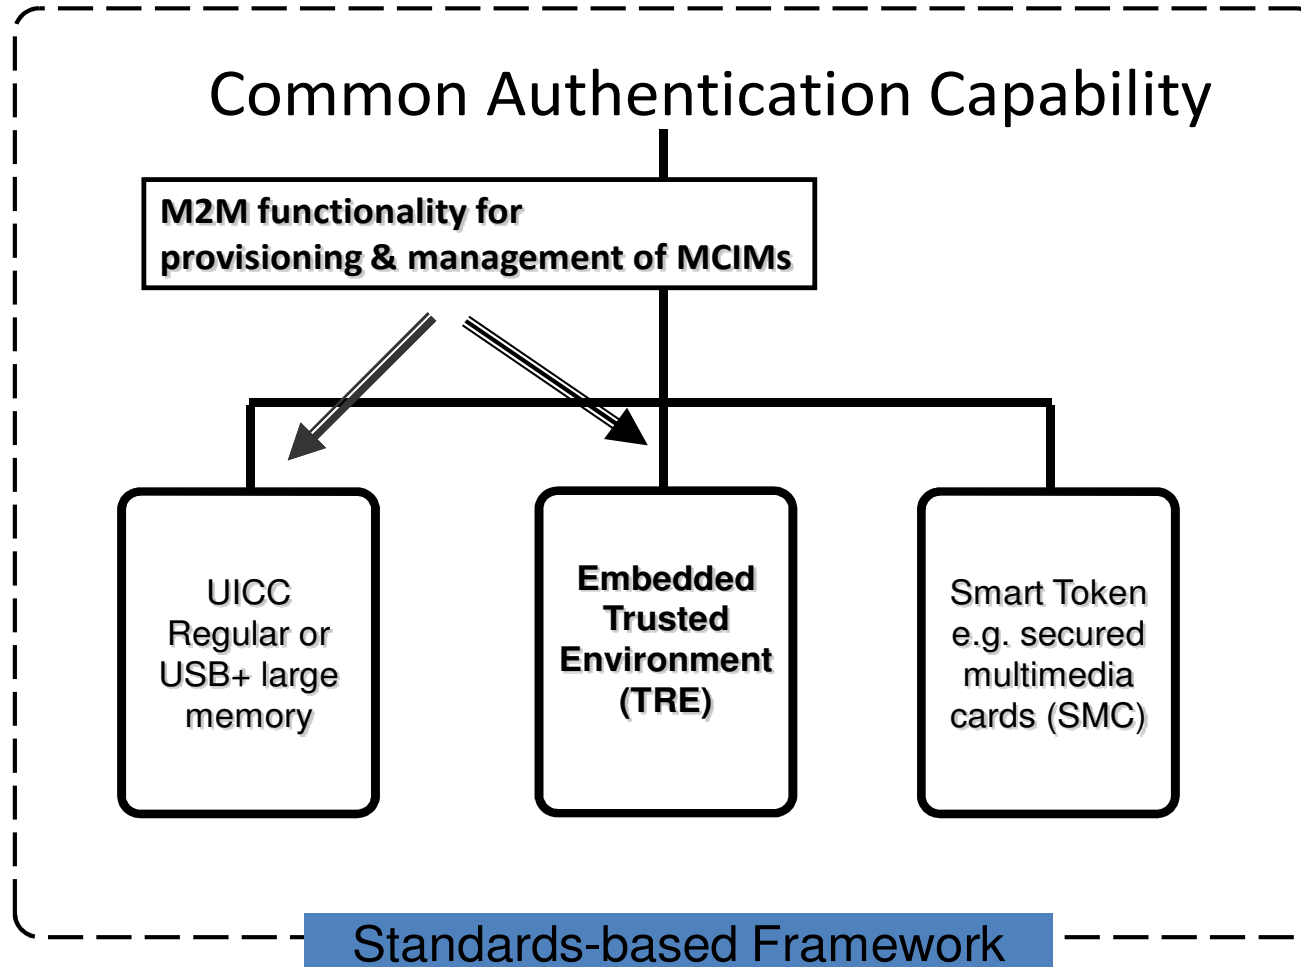 Common Authentication Capability
M2M functionality for
provisioning & management of MCIMs
UICC
Regular or
USB+ large
memory
Embedded
Trusted
Environment
(TRE)
Smart Token
e.g. secured
multimedia
cards (SMC)
Standards-based Framework